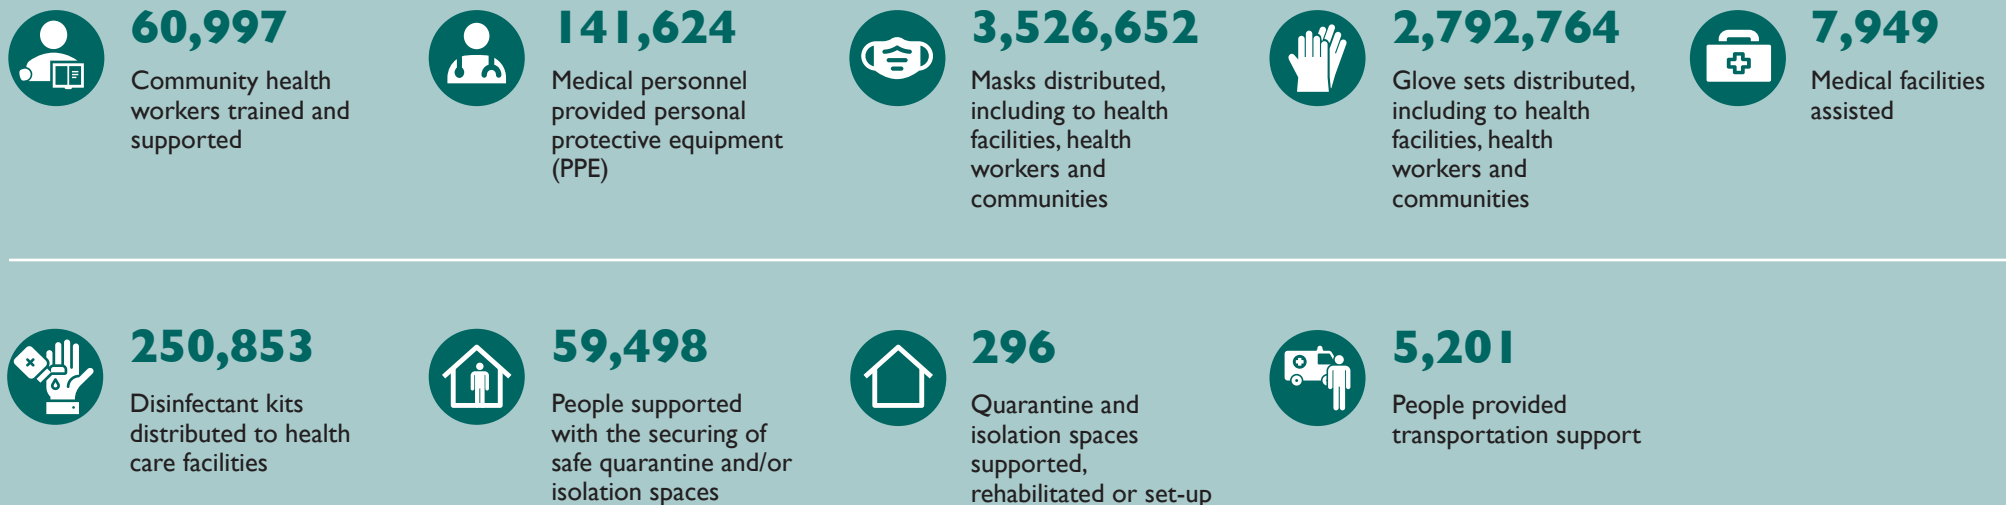 60,997
Community health
workers trained and
supported
141,624
Medical personnel
provided personal
protective equipment
(PPE)
3,526,652
Masks distributed,
including to health
facilities, health
workers and
communities
2,792,764
Glove sets distributed,
including to health
facilities, health
workers and
communities
7,949
Medical facilities
assisted
250,853
Disinfectant kits
distributed to health
care facilities
59,498
People supported
with the securing of
safe quarantine and/or
isolation spaces
296
Quarantine and
isolation spaces
supported,
rehabilitated or set-up
5,201
People provided
transportation support